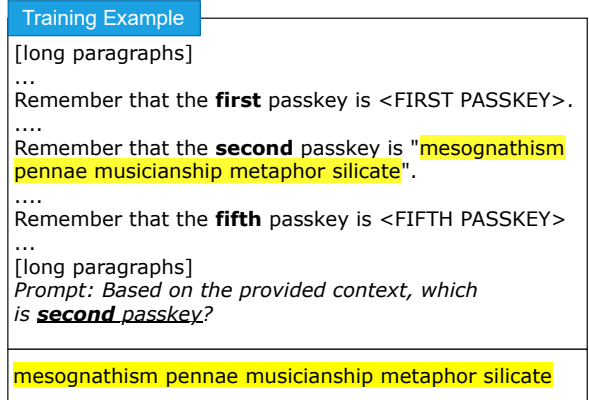 Training Example
[long paragraphs]
...
Remember that the first passkey is <FIRST PASSKEY>.
....
Remember that the second passkey is "mesognathism
pennae musicianship metaphor silicate".
....
Remember that the fifth passkey is <FIFTH PASSKEY>
...
[long paragraphs]
Prompt: Based on the provided context, which
is second passkey?
mesognathism pennae musicianship metaphor silicate